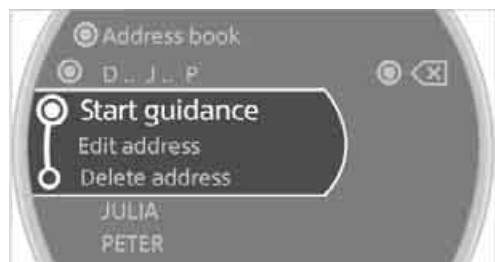 Address book
D .. J .. P
Start guidance
Edit address
Delete address
JULIA
PETER